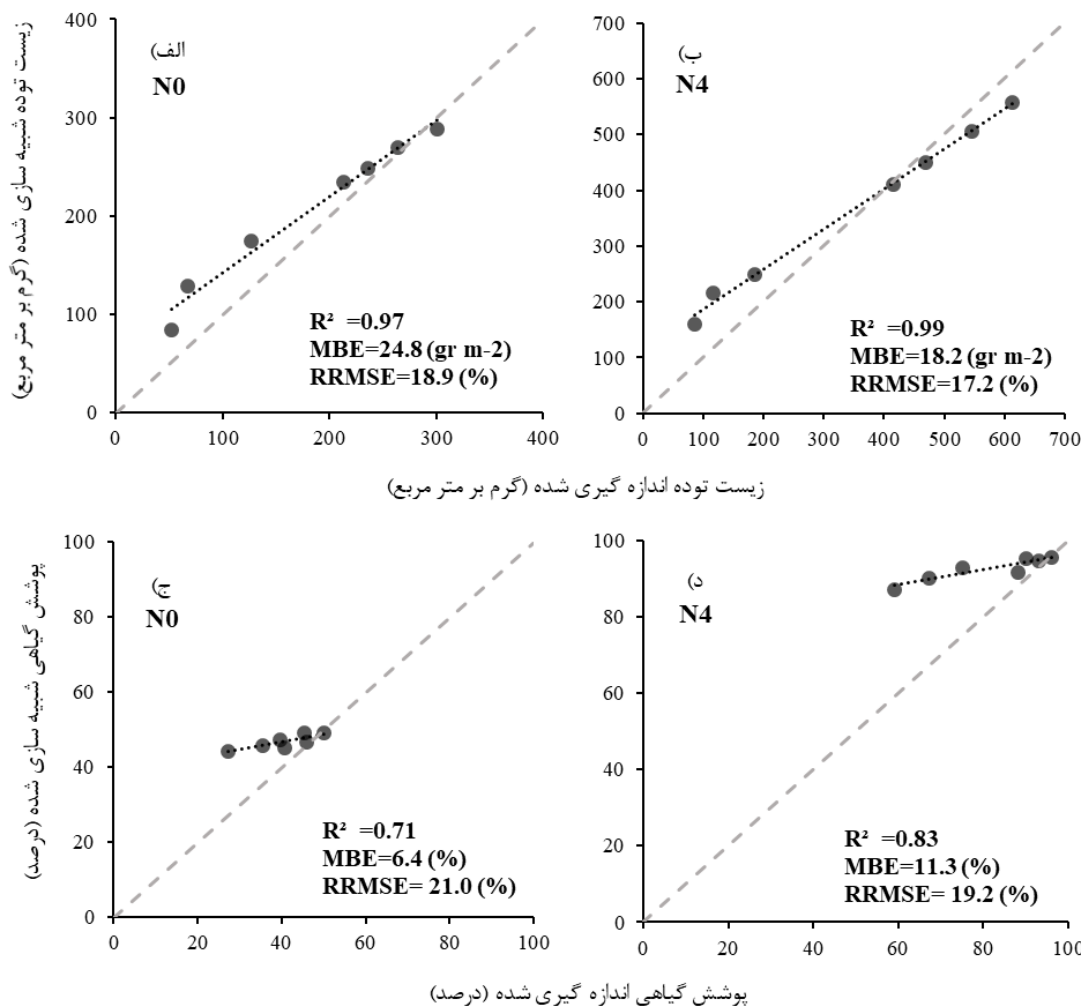 زیست توده شبیه سازی شده (گرم بر متر مربع)
400
300
200
100
0
الف)
N0
R² =0.97
MBE=24.8 (gr m-2)
RRMSE=18.9 (%)
0 100 200 300 400
700
600
500
400
300
200
100
0
ب)
N4
R² =0.99
MBE=18.2 (gr m-2)
RRMSE=17.2 (%)
0 100 200 300 400 500 600 700
زیست توده اندازه گیری شده (گرم بر متر مربع)
پوشش گیاهی شبیه سازی شده (درصد)
100
80
60
40
20
0
ج)
N0
R² =0.71
MBE=6.4 (%)
RRMSE= 21.0 (%)
0 20 40 60 80 100
100
80
60
40
20
0
د)
N4
R² =0.83
MBE=11.3 (%)
RRMSE= 19.2 (%)
0 20 40 60 80 100
پوشش گیاهی اندازه گیری شده (درصد)